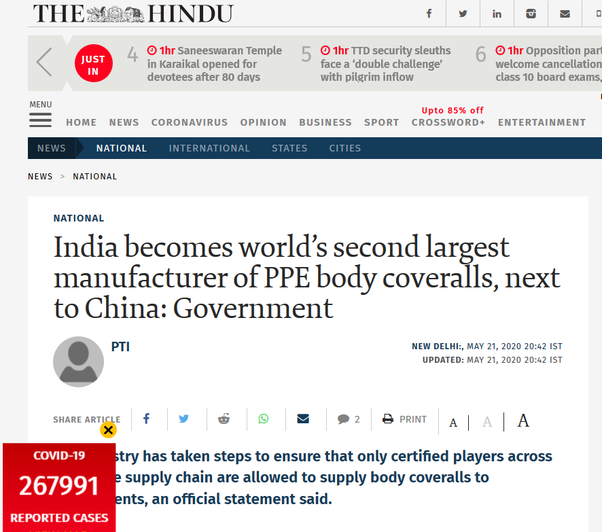 THE HINDU
JUST IN
4 1hr Saneeswaran Temple
in Karaikal opened for
devotees after 80 days
5 1hr TTD security sleuths
face a ‘double challenge’
with pilgrim inflow
6 1hr Opposition part
welcome cancellation
class 10 board exams,
MENU
Upto 85% off
HOME NEWS CORONAVIRUS OPINION BUSINESS SPORT CROSSWORD+ ENTERTAINMENT
NEWS NATIONAL INTERNATIONAL STATES CITIES
NEWS > NATIONAL
NATIONAL
India becomes world’s second largest
manufacturer of PPE body coveralls, next
to China: Government
PTI
NEW DELHI:, MAY 21, 2020 20:42 IST
UPDATED: MAY 21, 2020 20:42 IST
SHARE ARTICLE 2 PRINT A A A
stry has taken steps to ensure that only certified players across
e supply chain are allowed to supply body coveralls to
ents, an official statement said.
COVID-19
267991
REPORTED CASES